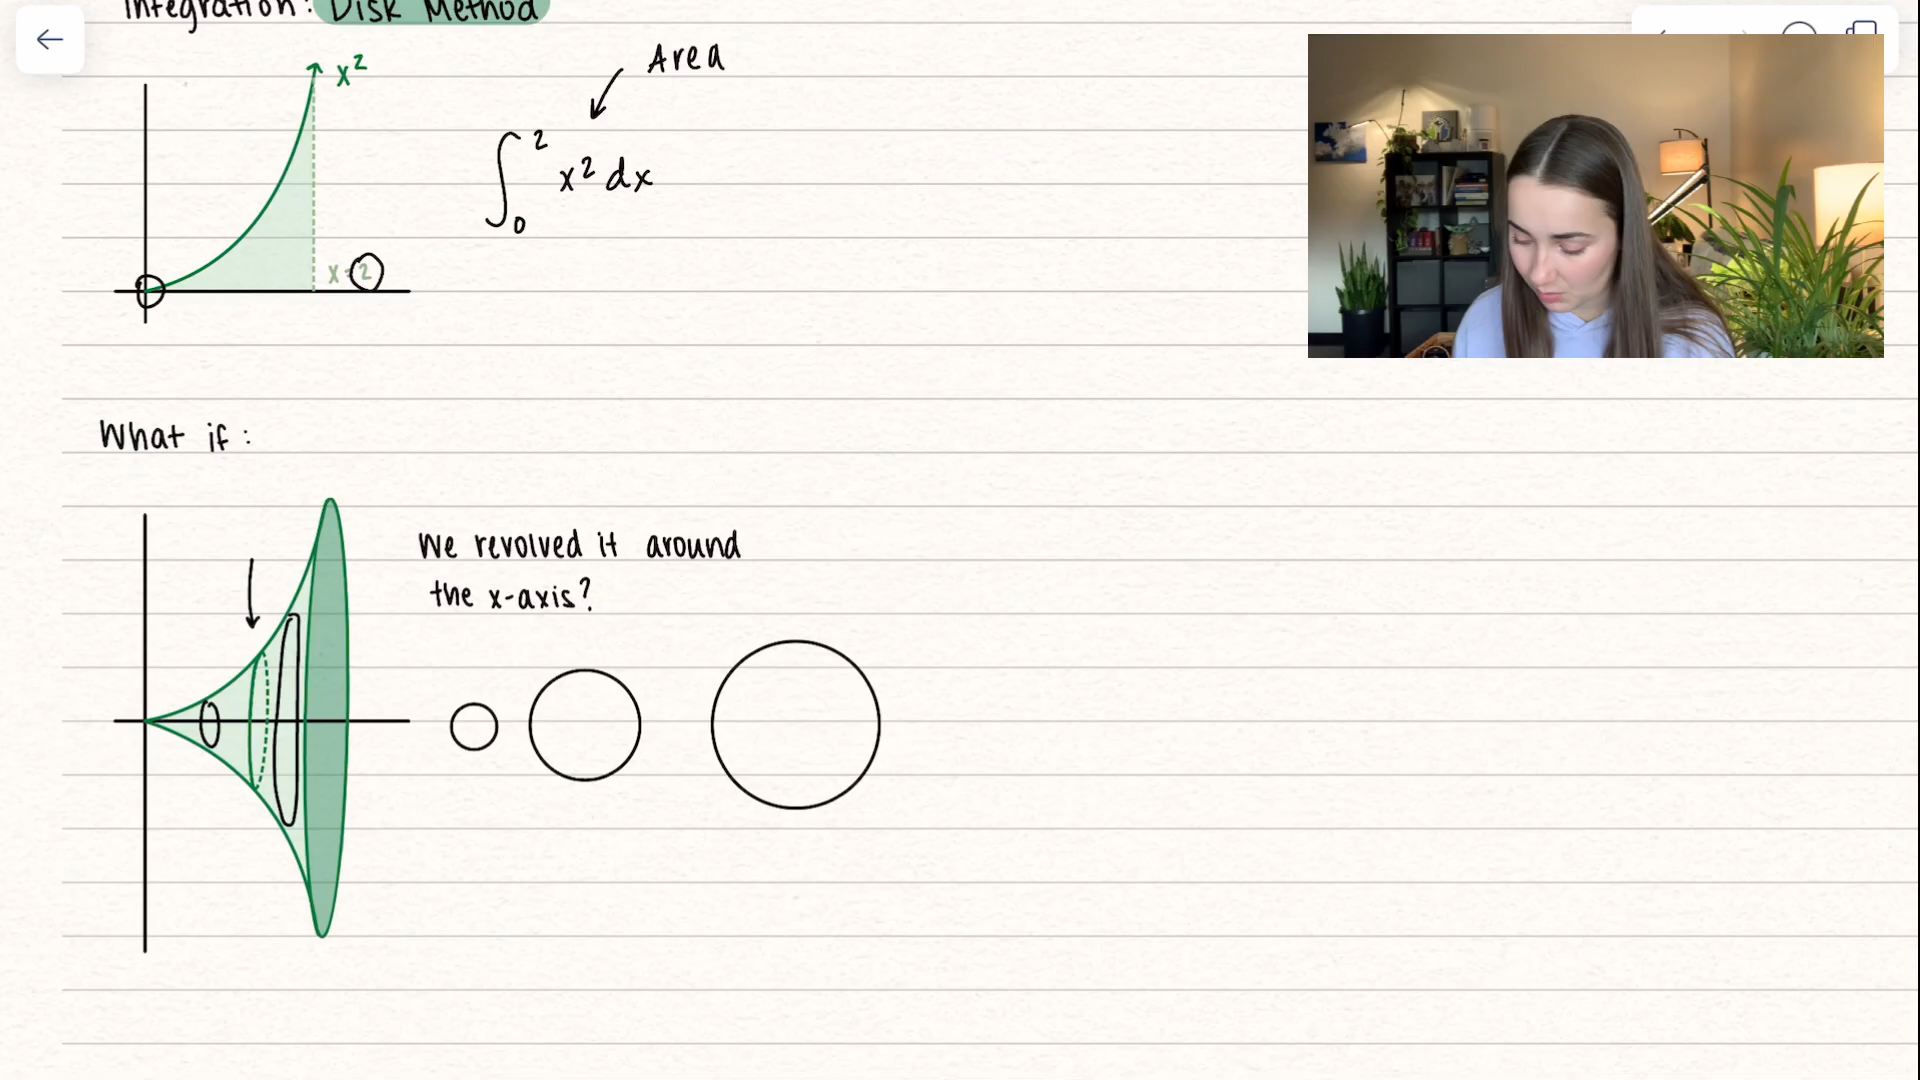 Integration: Disk Method
x²
Area
∫₀² x² dx
x=2
What if:
We revolved it around
the x-axis?